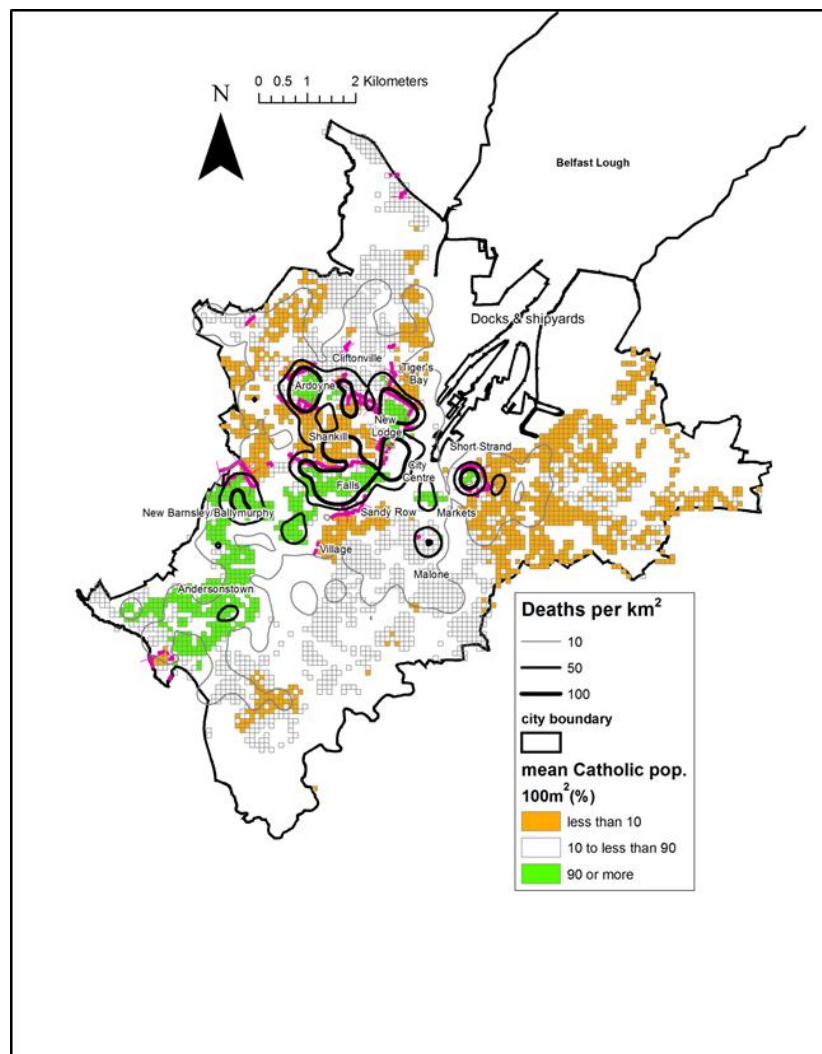 0 0.5 1 2 Kilometers
N
Belfast Lough
Docks & shipyards
Cliftonville
Tiger's
Bay
Ardoyne
New
Lodge
Shankill
Short Strand
City
Centre
Falls
New Barnsley/Ballymurphy
Sandy Row
Markets
Village
Malone
Andersonstown
Deaths per km²
10
50
100
city boundary
mean Catholic pop.
100m²(%)
less than 10
10 to less than 90
90 or more